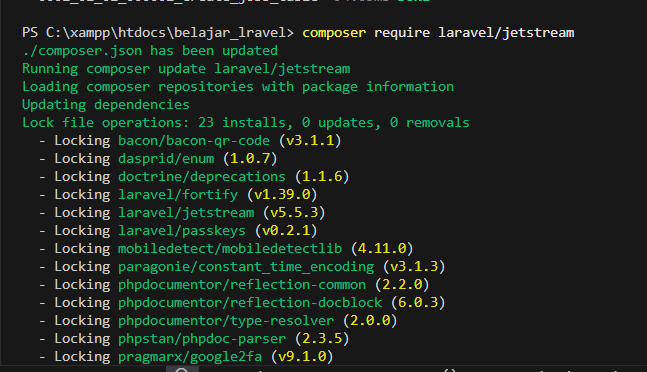 PS C:\xampp\htdocs\belajar_lravel> composer require laravel/jetstream
./composer.json has been updated
Running composer update laravel/jetstream
Loading composer repositories with package information
Updating dependencies
Lock file operations: 23 installs, 0 updates, 0 removals
  - Locking bacon/bacon-qr-code (v3.1.1)
  - Locking dasprid/enum (1.0.7)
  - Locking doctrine/deprecations (1.1.6)
  - Locking laravel/fortify (v1.39.0)
  - Locking laravel/jetstream (v5.5.3)
  - Locking laravel/passkeys (v0.2.1)
  - Locking mobiledetect/mobiledetectlib (4.11.0)
  - Locking paragonie/constant_time_encoding (v3.1.3)
  - Locking phpdocumentor/reflection-common (2.2.0)
  - Locking phpdocumentor/reflection-docblock (6.0.3)
  - Locking phpdocumentor/type-resolver (2.0.0)
  - Locking phpstan/phpdoc-parser (2.3.5)
  - Locking pragmarx/google2fa (v9.1.0)